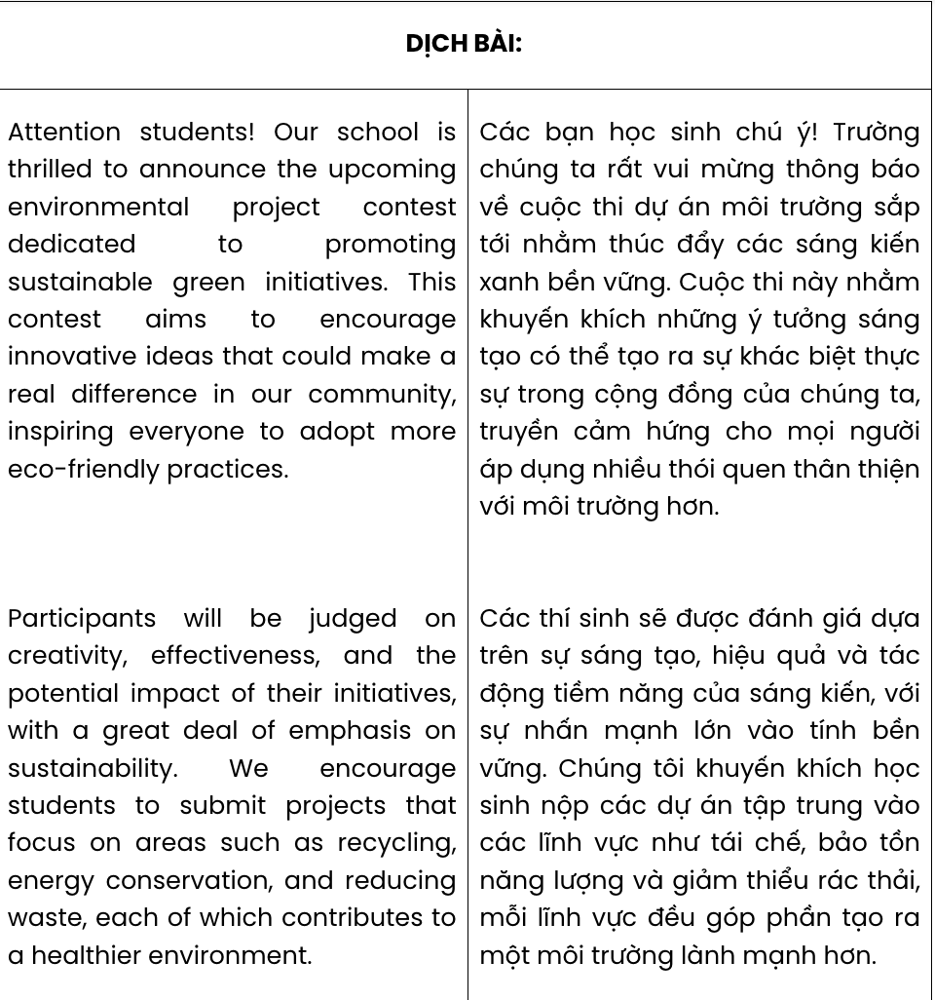 DỊCH BÀI:
Attention students! Our school is
thrilled to announce the upcoming
environmental project contest
dedicated to promoting
sustainable green initiatives. This
contest aims to encourage
innovative ideas that could make a
real difference in our community,
inspiring everyone to adopt more
eco-friendly practices.
Các bạn học sinh chú ý! Trường
chúng ta rất vui mừng thông báo
về cuộc thi dự án môi trường sắp
tới nhằm thúc đẩy các sáng kiến
xanh bền vững. Cuộc thi này nhằm
khuyến khích những ý tưởng sáng
tạo có thể tạo ra sự khác biệt thực
sự trong cộng đồng của chúng ta,
truyền cảm hứng cho mọi người
áp dụng nhiều thói quen thân thiện
với môi trường hơn.
Participants will be judged on
creativity, effectiveness, and the
potential impact of their initiatives,
with a great deal of emphasis on
sustainability. We encourage
students to submit projects that
focus on areas such as recycling,
energy conservation, and reducing
waste, each of which contributes to
a healthier environment.
Các thí sinh sẽ được đánh giá dựa
trên sự sáng tạo, hiệu quả và tác
động tiềm năng của sáng kiến, với
sự nhấn mạnh lớn vào tính bền
vững. Chúng tôi khuyến khích học
sinh nộp các dự án tập trung vào
các lĩnh vực như tái chế, bảo tồn
năng lượng và giảm thiểu rác thải,
mỗi lĩnh vực đều góp phần tạo ra
một môi trường lành mạnh hơn.